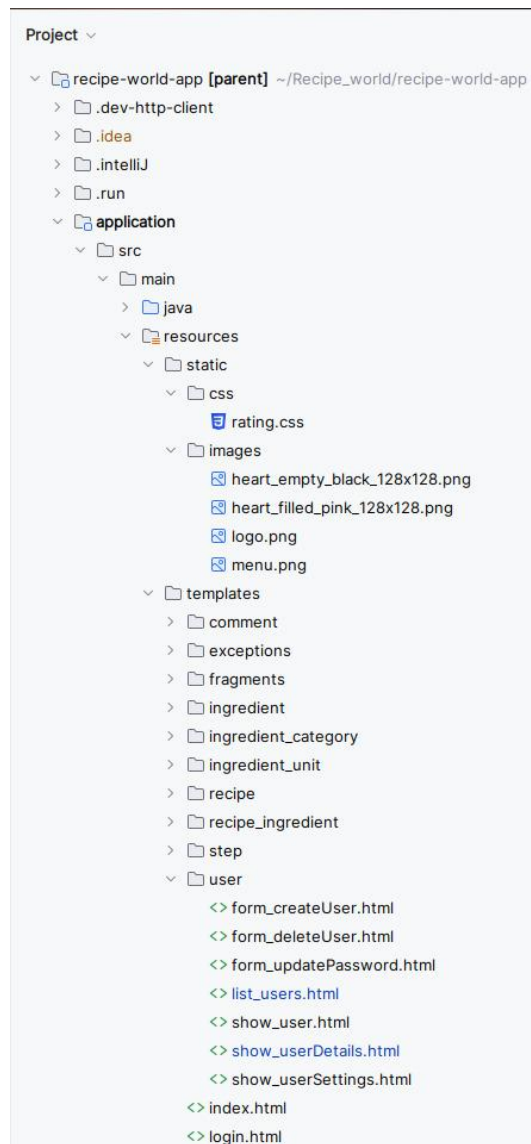 Project
recipe-world-app [parent] ~/Recipe_world/recipe-world-app
.dev-http-client
.idea
.intelliJ
.run
application
src
main
java
resources
static
css
rating.css
images
heart_empty_black_128x128.png
heart_filled_pink_128x128.png
logo.png
menu.png
templates
comment
exceptions
fragments
ingredient
ingredient_category
ingredient_unit
recipe
recipe_ingredient
step
user
form_createUser.html
form_deleteUser.html
form_updatePassword.html
list_users.html
show_user.html
show_userDetails.html
show_userSettings.html
index.html
login.html